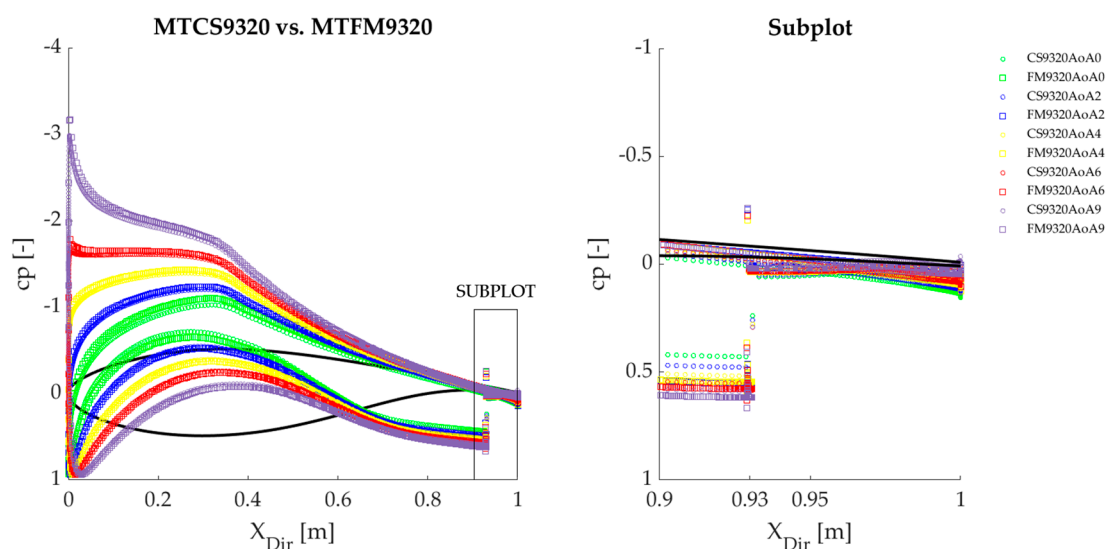 MTCS9320 vs. MTFM9320
-4
-3
-2
-1
0
1
cp [-]
SUBPLOT
0
0.2
0.4
0.6
0.8
1
X_Dir [m]
Subplot
-1
-0.5
0
0.5
1
cp [-]
0.9
0.93
0.95
1
X_Dir [m]
CS9320AoA0
FM9320AoA0
CS9320AoA2
FM9320AoA2
CS9320AoA4
FM9320AoA4
CS9320AoA6
FM9320AoA6
CS9320AoA9
FM9320AoA9